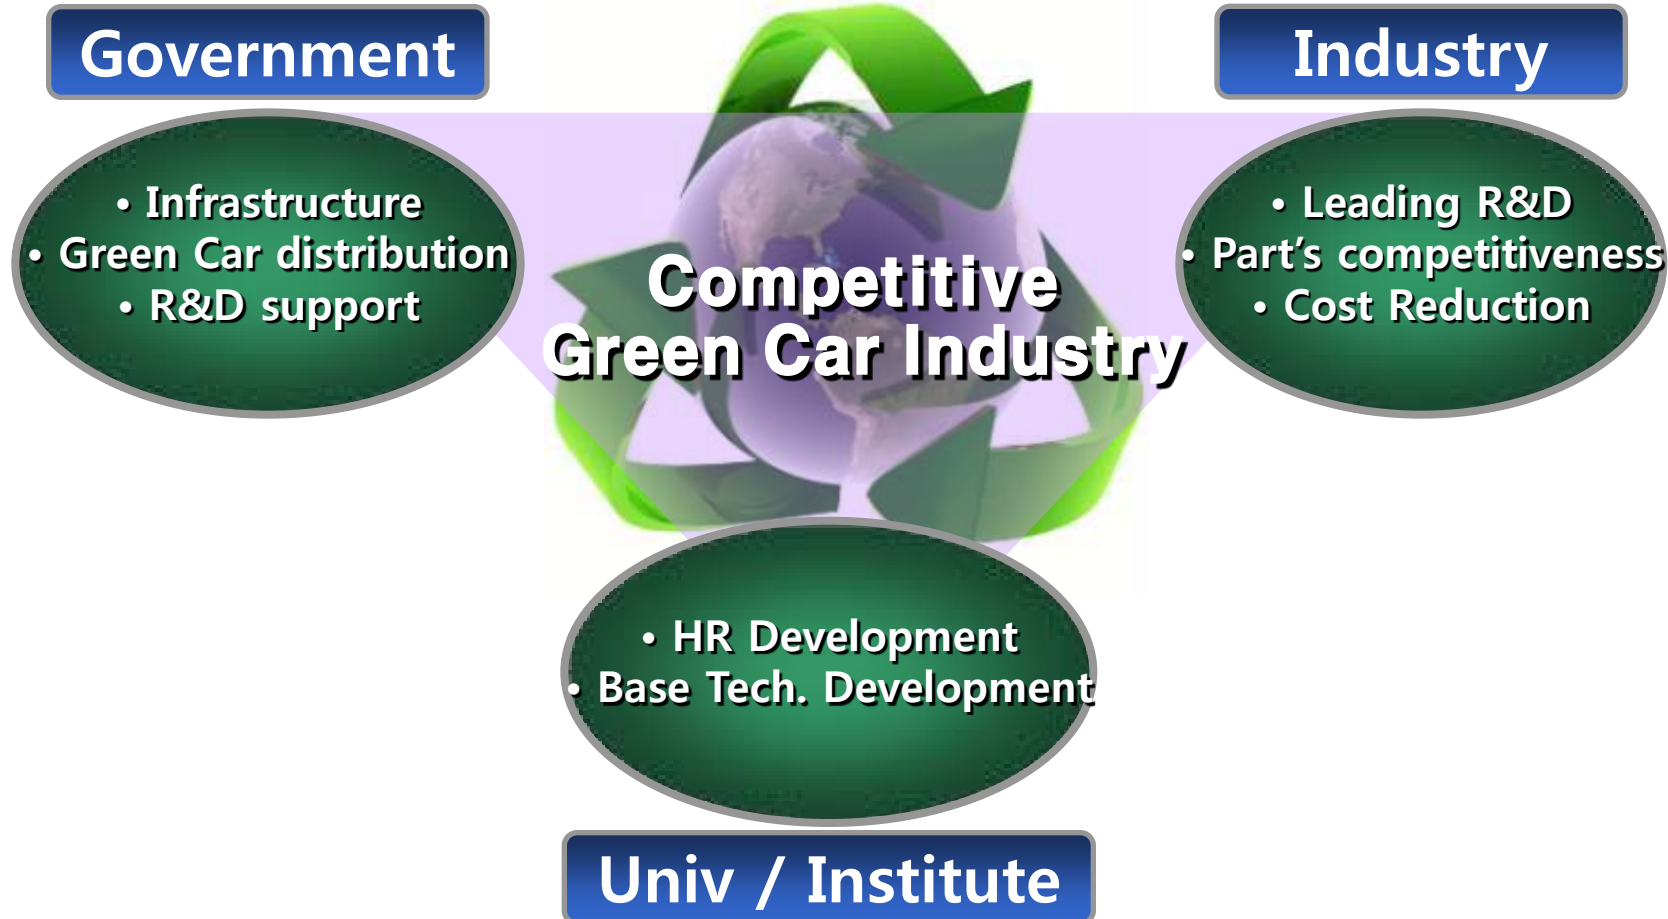 Government
Industry
• Infrastructure
• Green Car distribution
• R&D support
• Leading R&D
• Part’s competitiveness
• Cost Reduction
Competitive
Green Car Industry
• HR Development
• Base Tech. Development
Univ / Institute